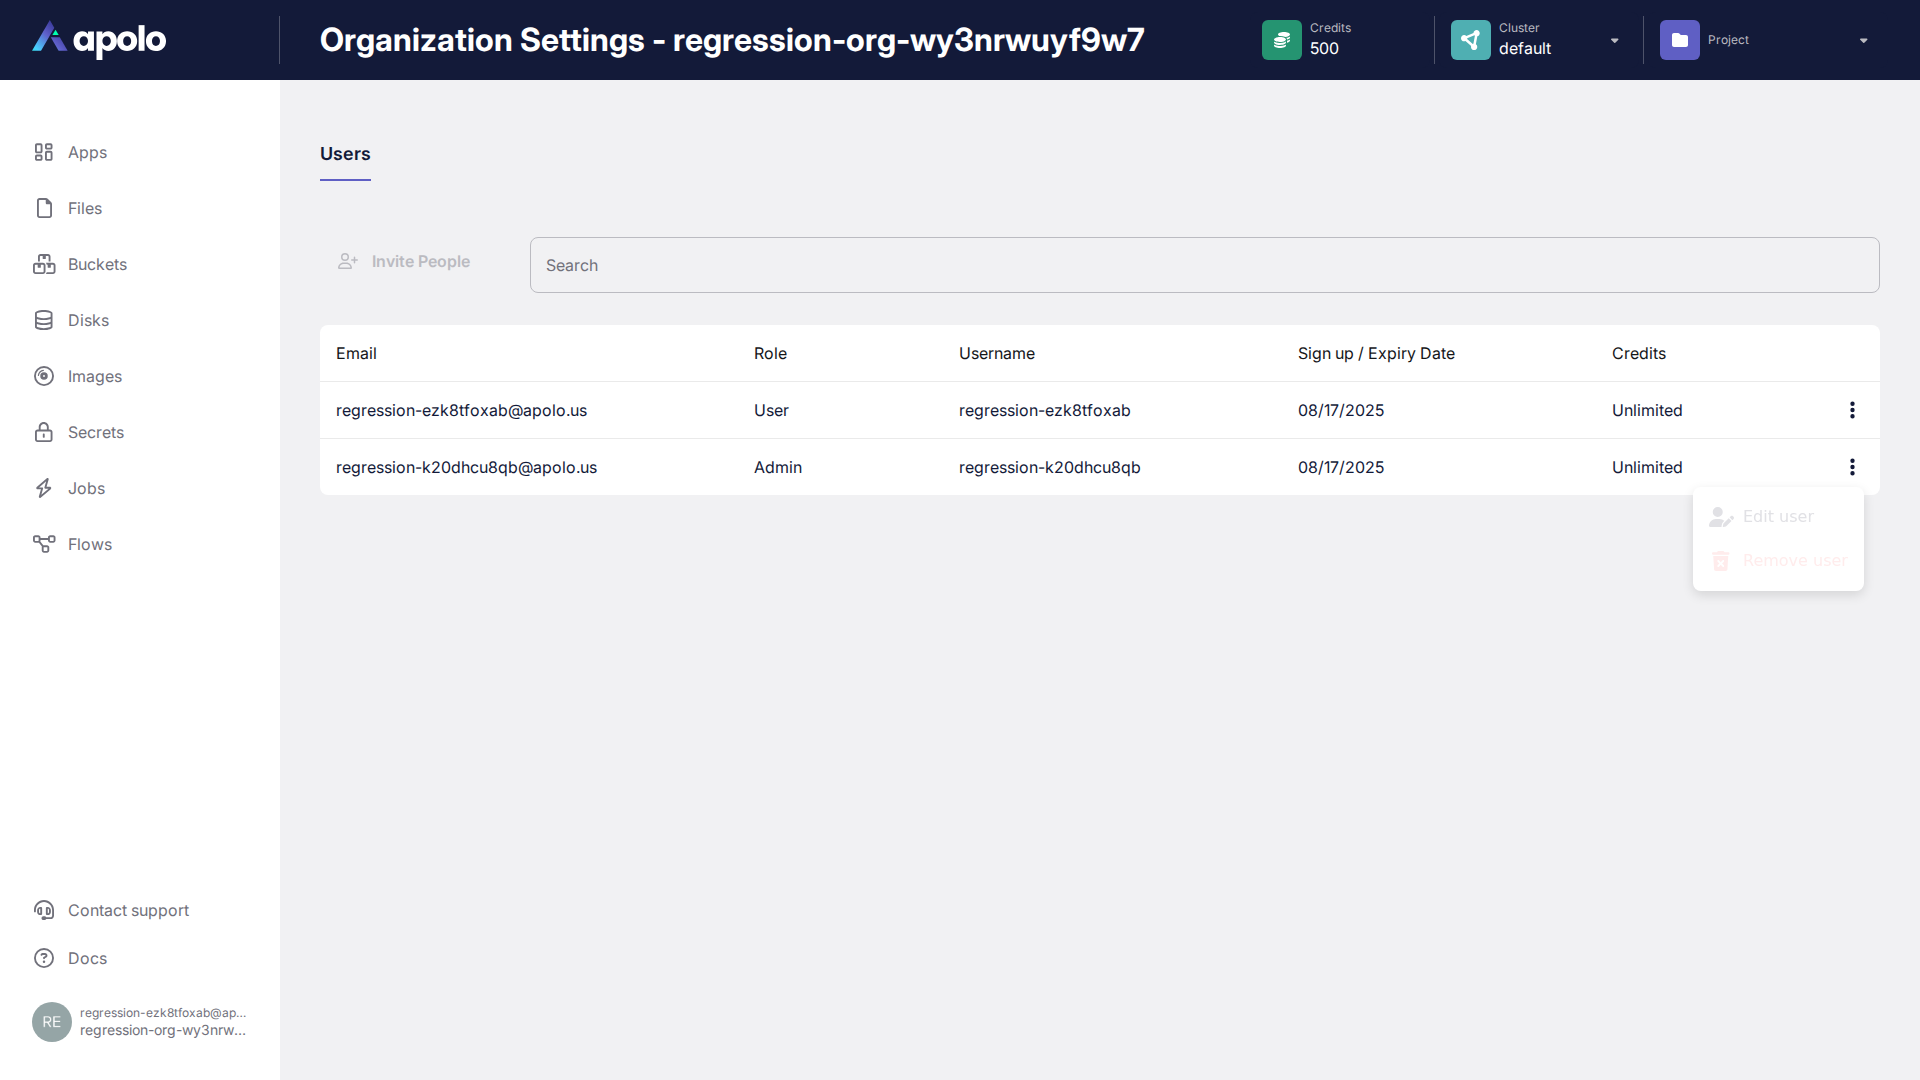 apolo
Organization Settings - regression-org-wy3nrwuyf9w7
Credits
500
Cluster
default
Project
Apps
Files
Buckets
Disks
Images
Secrets
Jobs
Flows
Contact support
Docs
RE
regression-ezk8tfoxab@ap...
regression-org-wy3nrw...
Users
Invite People
Search
Email Role Username Sign up / Expiry Date Credits
regression-ezk8tfoxab@apolo.us User regression-ezk8tfoxab 08/17/2025 Unlimited
regression-k20dhcu8qb@apolo.us Admin regression-k20dhcu8qb 08/17/2025 Unlimited
Edit user
Remove user